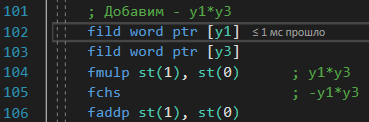 101 ; Добавим - y1*y3
102 fild word ptr [y1] ≤ 1 мс прошло
103 fild word ptr [y3]
104 fmulp st(1), st(0) ; y1*y3
105 fchs ; -y1*y3
106 faddp st(1), st(0)